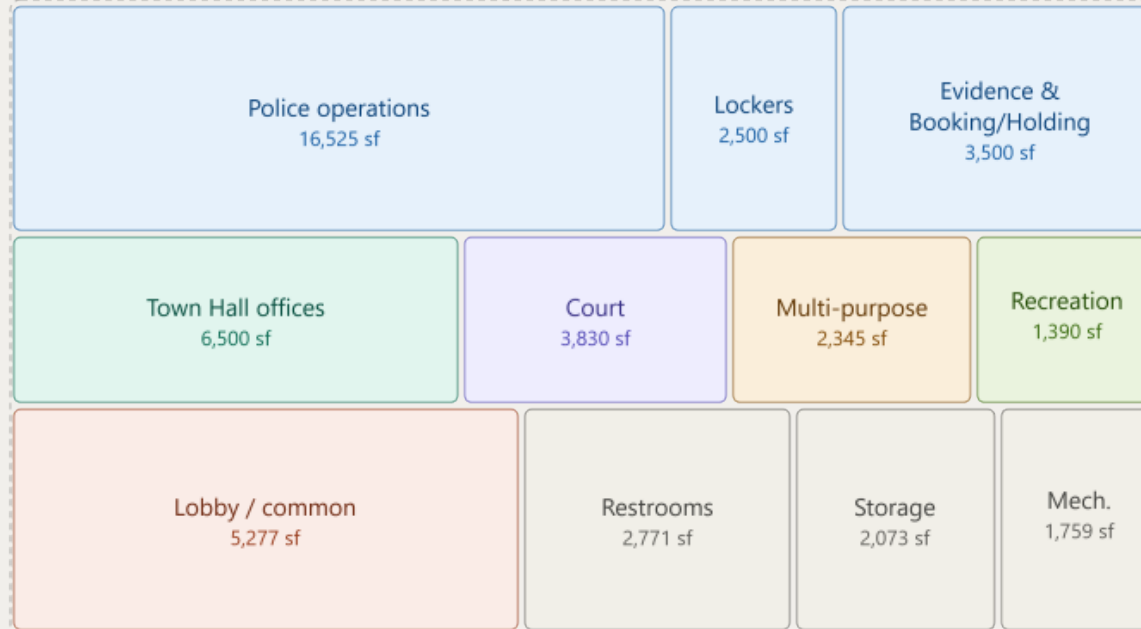 Police operations
16,525 sf
Lockers
2,500 sf
Evidence &
Booking/Holding
3,500 sf
Town Hall offices
6,500 sf
Court
3,830 sf
Multi-purpose
2,345 sf
Recreation
1,390 sf
Lobby / common
5,277 sf
Restrooms
2,771 sf
Storage
2,073 sf
Mech.
1,759 sf